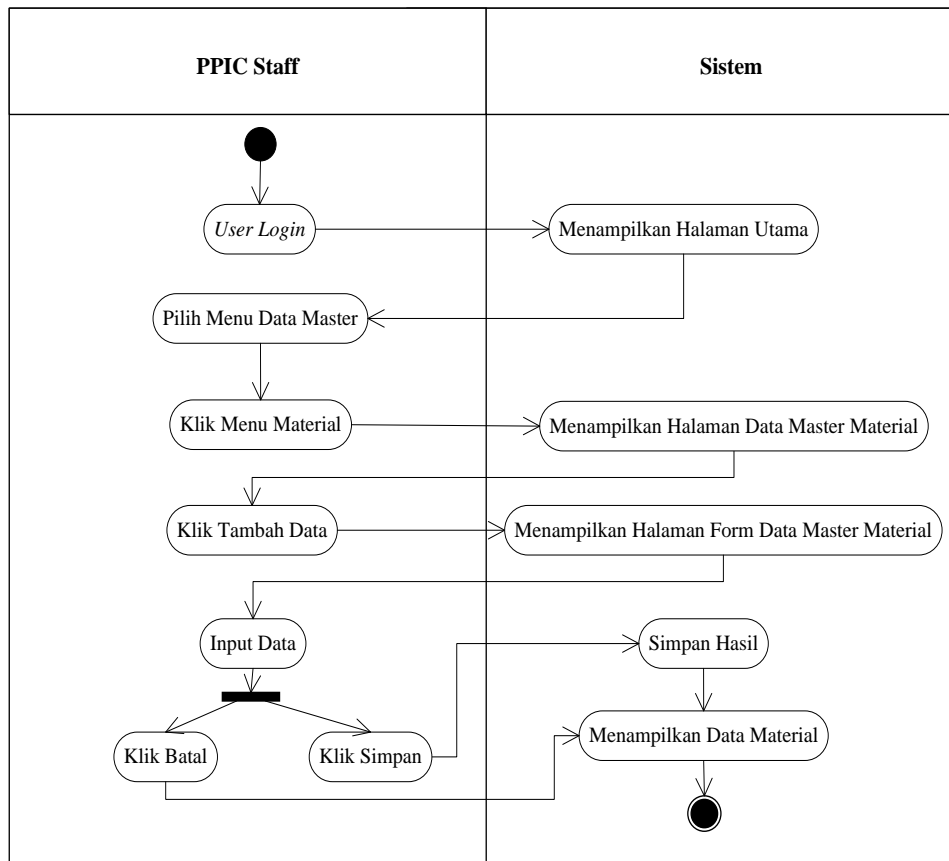 PPIC Staff
Sistem
User Login
Menampilkan Halaman Utama
Pilih Menu Data Master
Klik Menu Material
Menampilkan Halaman Data Master Material
Klik Tambah Data
Menampilkan Halaman Form Data Master Material
Input Data
Simpan Hasil
Klik Batal
Klik Simpan
Menampilkan Data Material